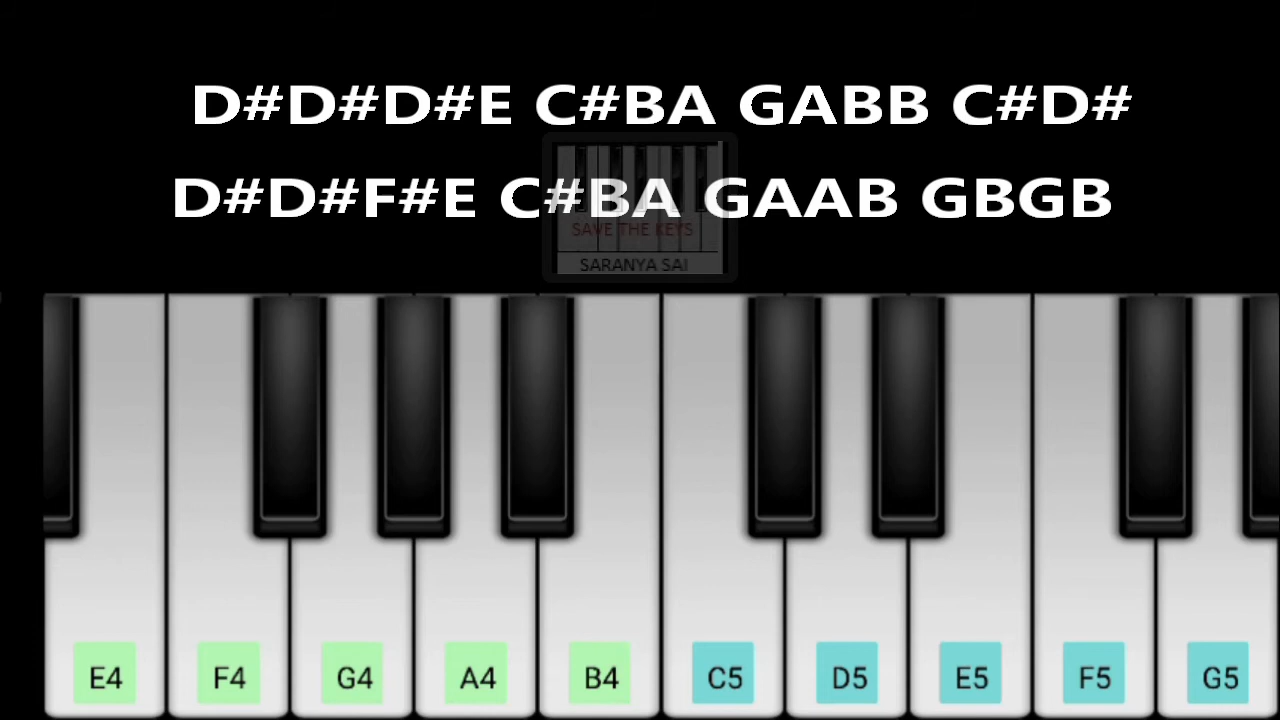 D#D#D#E C#BA GABB C#D#
D#D#F#E C#BA GAAB GBGB
SAVE THE KEYS
SARANYA SAI
E4 F4 G4 A4 B4 C5 D5 E5 F5 G5